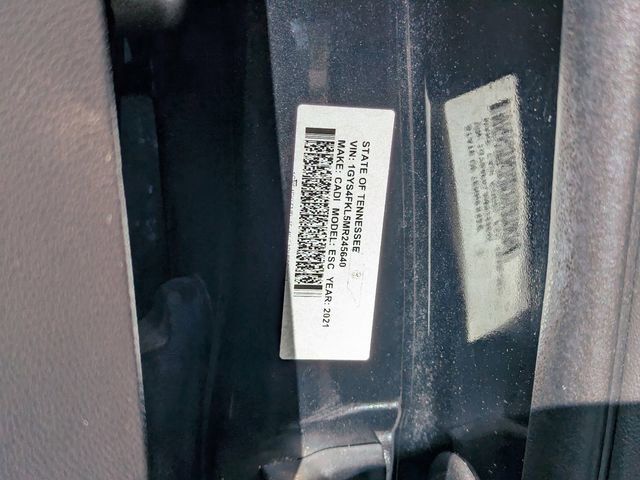 STATE OF TENNESSEE
VIN: 1GYS4FKL5MR245640
MAKE: CADI MODEL: ESC YEAR: 2021